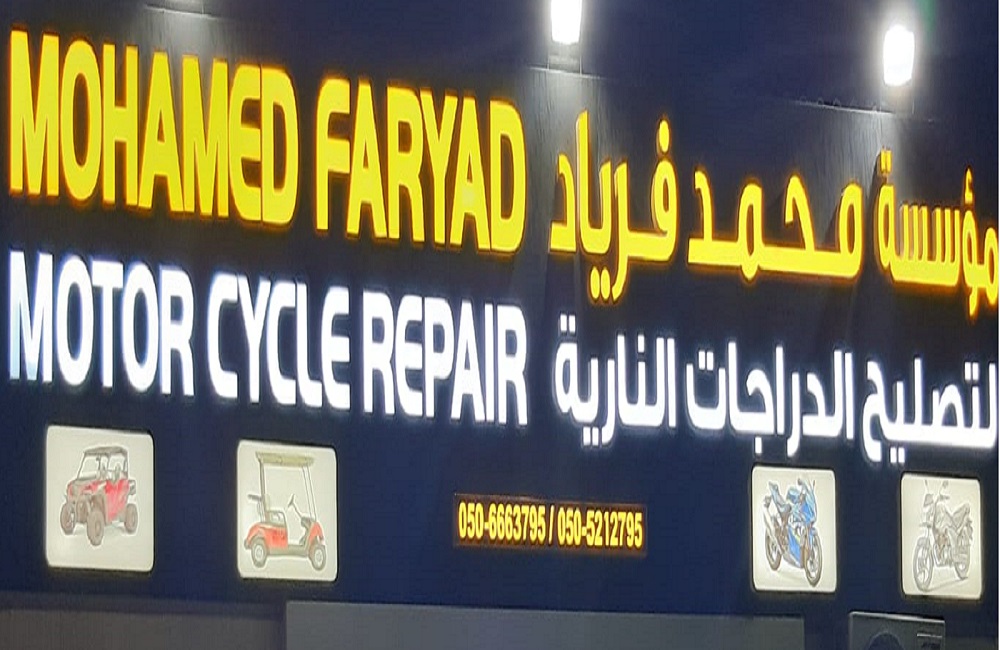 MOHAMED FARYAD
مؤسسة محمد فرياد
MOTOR CYCLE REPAIR
لتصليح الدراجات النارية
050-6663795 / 050-5212795